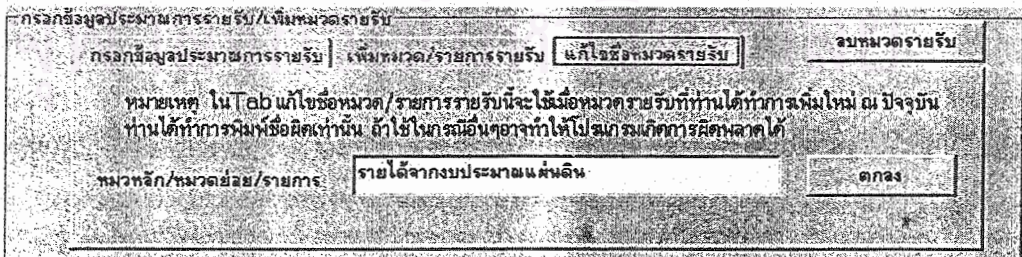 กรอกข้อมูลประมาณการรายรับ/เพิ่มหมวดรายรับ
ลบหมวดรายรับ
กรอกข้อมูลประมาณการรายรับ เพิ่มหมวด/รายการรายรับ แก้ไขชื่อหมวดรายรับ
หมายเหตุ ในTabแก้ไขชื่อหมวด/รายการรายรับนี้จะใช้เมื่อหมวดรายรับที่ท่านได้ทำการเพิ่มใหม่ ณ ปัจจุบัน
ท่านได้ทำการพิมพ์ชื่อผิดเท่านั้น ถ้าใช้ในกรณีอื่นๆอาจทำให้โปรแกรมเกิดการผิดพลาดได้
หมวหลัก/หมวดย่อย/รายการ รายได้จากงบประมาณแผ่นดิน ตกลง